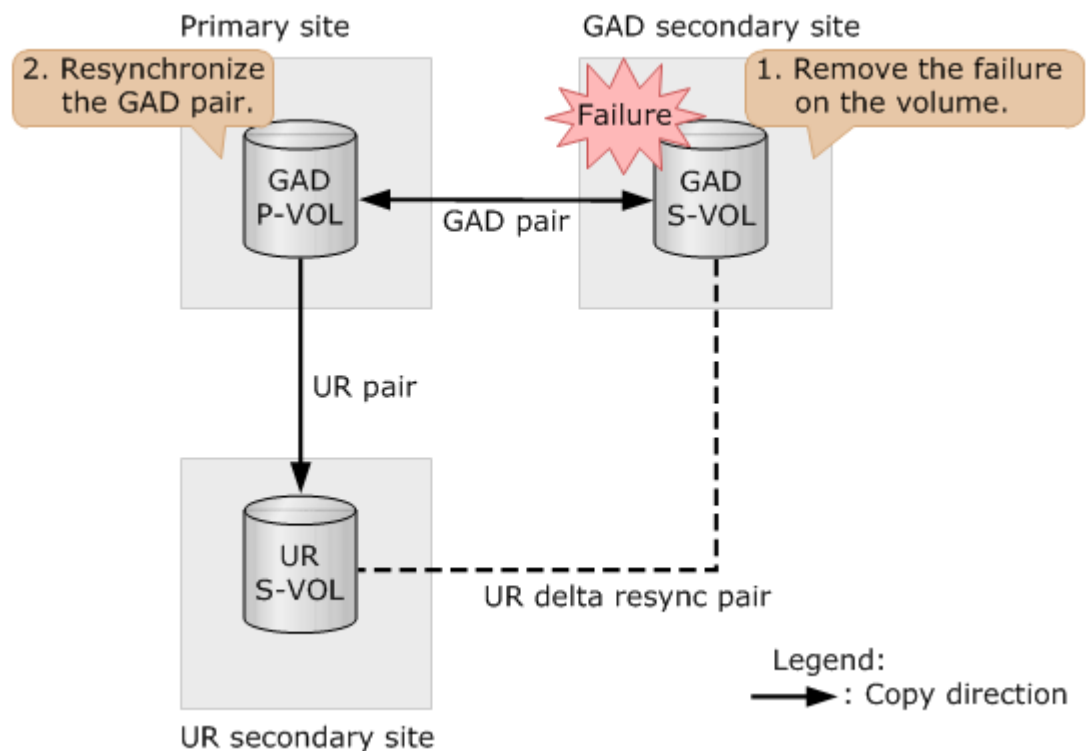 Primary site
GAD secondary site
2. Resynchronize
the GAD pair.
1. Remove the failure
on the volume.
Failure
GAD
P-VOL
GAD
S-VOL
GAD pair
UR pair
UR
S-VOL
UR delta resync pair
Legend:
: Copy direction
UR secondary site